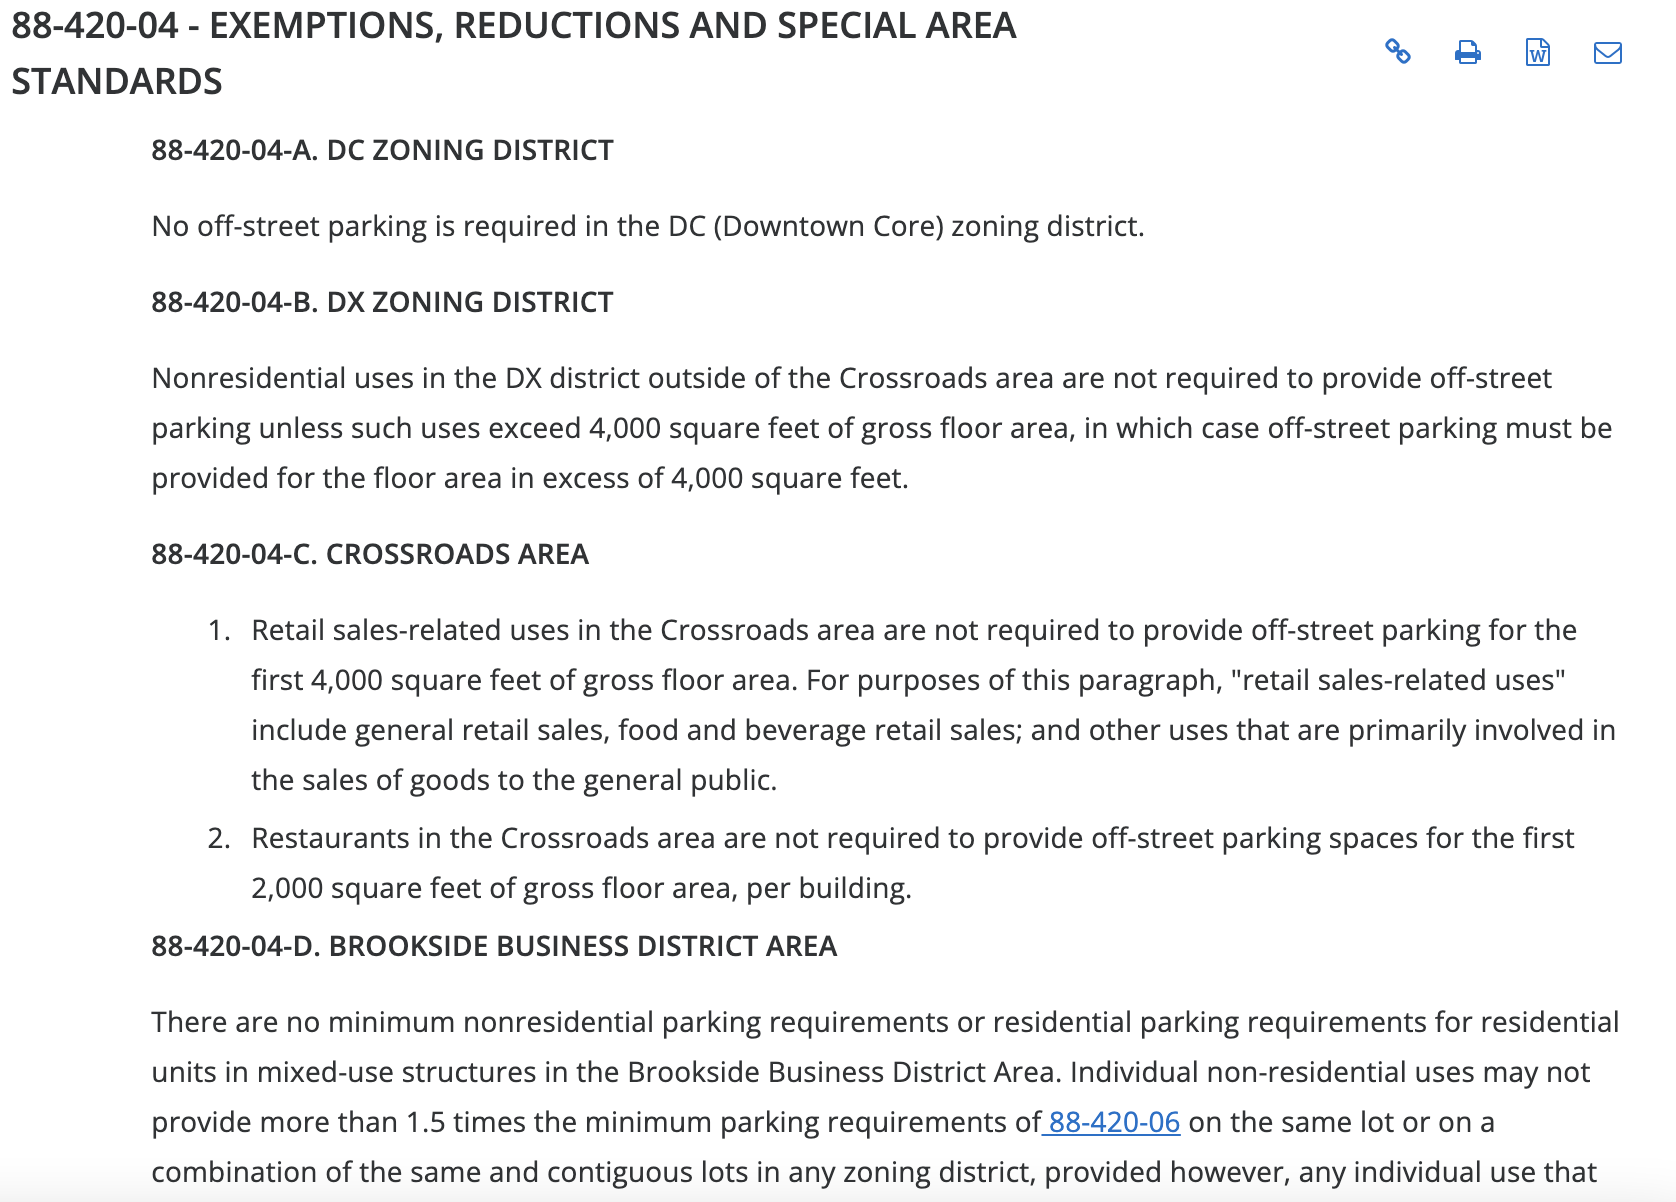 88-420-04 - EXEMPTIONS, REDUCTIONS AND SPECIAL AREA
STANDARDS
88-420-04-A. DC ZONING DISTRICT
No off-street parking is required in the DC (Downtown Core) zoning district.
88-420-04-B. DX ZONING DISTRICT
Nonresidential uses in the DX district outside of the Crossroads area are not required to provide off-street
parking unless such uses exceed 4,000 square feet of gross floor area, in which case off-street parking must be
provided for the floor area in excess of 4,000 square feet.
88-420-04-C. CROSSROADS AREA
1. Retail sales-related uses in the Crossroads area are not required to provide off-street parking for the
first 4,000 square feet of gross floor area. For purposes of this paragraph, "retail sales-related uses"
include general retail sales, food and beverage retail sales; and other uses that are primarily involved in
the sales of goods to the general public.
2. Restaurants in the Crossroads area are not required to provide off-street parking spaces for the first
2,000 square feet of gross floor area, per building.
88-420-04-D. BROOKSIDE BUSINESS DISTRICT AREA
There are no minimum nonresidential parking requirements or residential parking requirements for residential
units in mixed-use structures in the Brookside Business District Area. Individual non-residential uses may not
provide more than 1.5 times the minimum parking requirements of 88-420-06 on the same lot or on a
combination of the same and contiguous lots in any zoning district, provided however, any individual use that